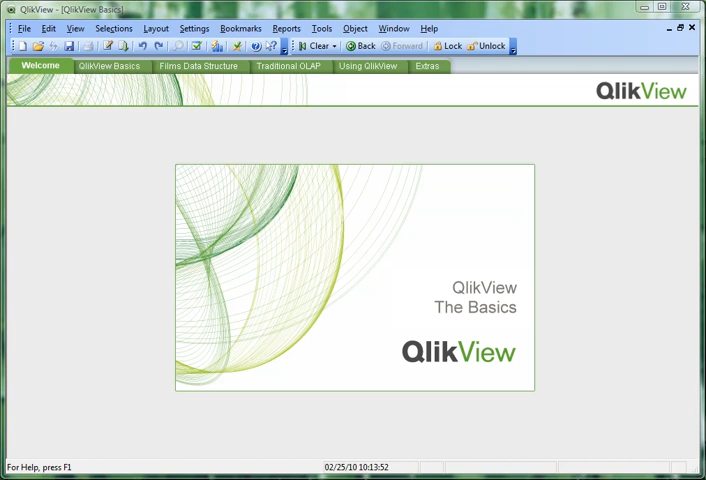 QlikView - [QlikView Basics]
File Edit View Selections Layout Settings Bookmarks Reports Tools Object Window Help
Clear Back Forward Lock Unlock
Welcome QlikView Basics Films Data Structure Traditional OLAP Using QlikView Extras
QlikView
QlikView
The Basics
QlikView
For Help, press F1 02/25/10 10:13:52